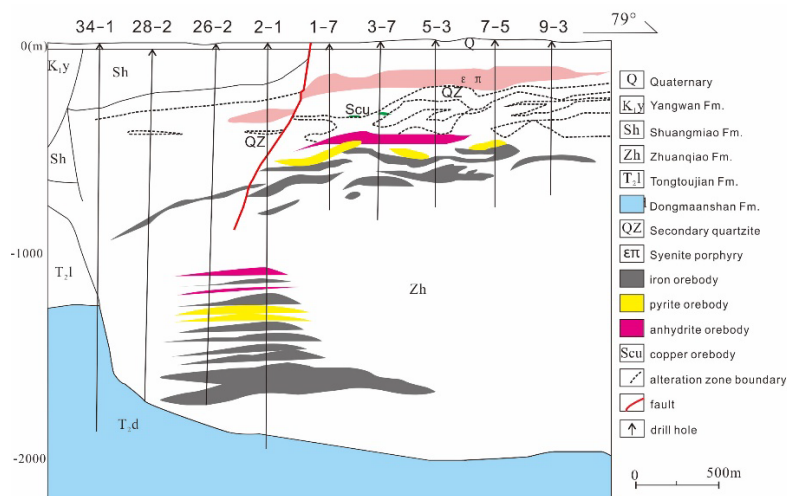 34-1 28-2 26-2 2-1 1-7 3-7 5-3 7-5 9-3 79°
0(m)
Q
K₁y
Sh
ε π
QZ
Scu
QZ
Sh
-1000
T₂l
Zh
T₂d
-2000
Q Quaternary
K₁y Yangwan Fm.
Sh Shuangmiao Fm.
Zh Zhuanqiao Fm.
T₂l Tongtoujian Fm.
Dongmaanshan Fm.
QZ Secondary quartzite
επ Syenite porphyry
iron orebody
pyrite orebody
anhydrite orebody
Scu copper orebody
alteration zone boundary
fault
drill hole
0 500m